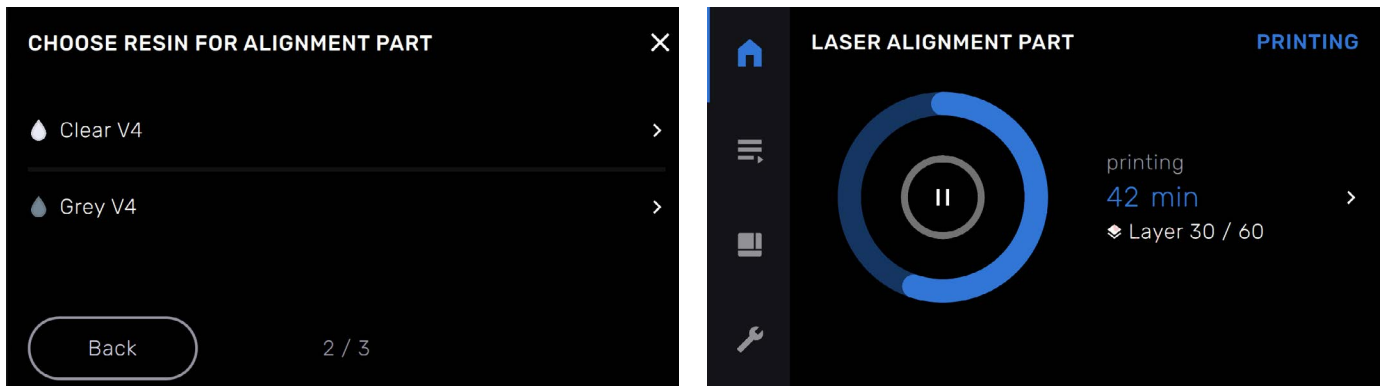 CHOOSE RESIN FOR ALIGNMENT PART
Clear V4
Grey V4
Back
2 / 3
LASER ALIGNMENT PART
PRINTING
printing
42 min
Layer 30 / 60